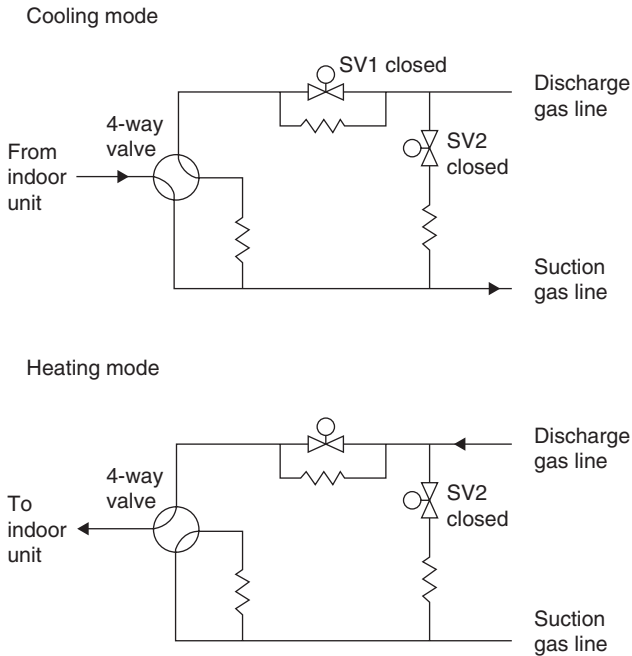 Cooling mode
SV1 closed
Discharge
gas line
4-way
valve
SV2
closed
From
indoor
unit
Suction
gas line
Heating mode
Discharge
gas line
4-way
valve
SV2
closed
To
indoor
unit
Suction
gas line